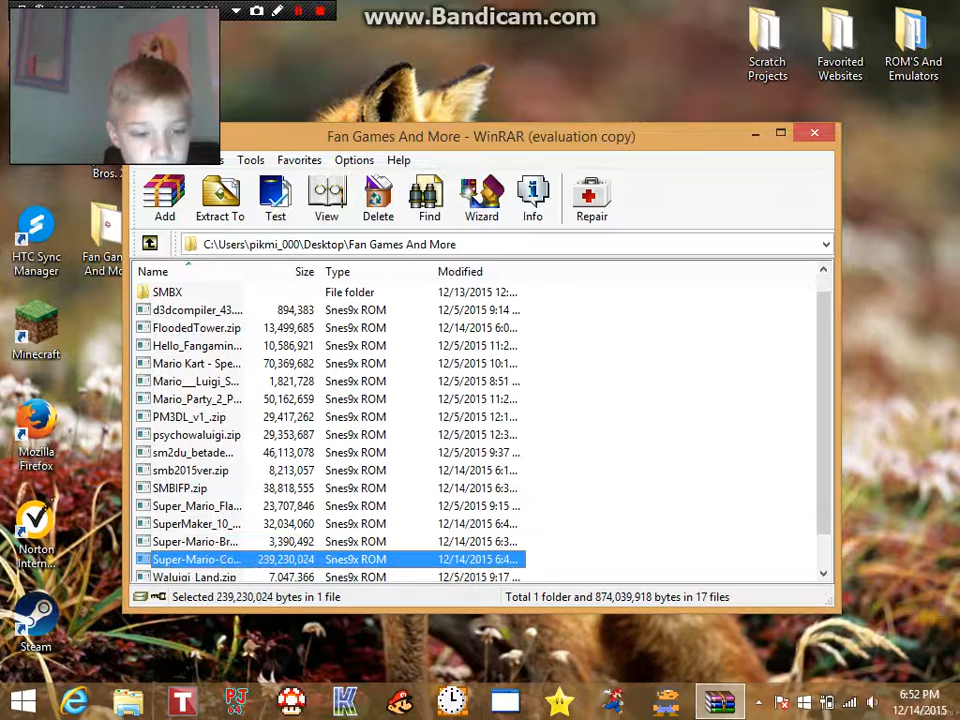 www.Bandicam.com
Scratch Projects
Favorited Websites
ROM'S And Emulators
Fan Games And More - WinRAR (evaluation copy)
Tools Favorites Options Help
Bros.
Add Extract To Test View Delete Find Wizard Info Repair
HTC Sync Manager
Fan Gam
And Mo
C:\Users\pikmi_000\Desktop\Fan Games And More
Name Size Type Modified
SMBX File folder 12/13/2015 12:...
d3dcompiler_43.... 894,383 Snes9x ROM 12/5/2015 9:14 ...
FloodedTower.zip 13,499,685 Snes9x ROM 12/14/2015 6:0...
Hello_Fangamin... 10,586,921 Snes9x ROM 12/5/2015 11:2...
Minecraft
Mario Kart - Spe... 70,369,682 Snes9x ROM 12/5/2015 10:1...
Mario___Luigi_S... 1,821,728 Snes9x ROM 12/5/2015 8:51 ...
Mario_Party_2_P... 50,162,659 Snes9x ROM 12/5/2015 11:2...
PM3DL_v1_.zip 29,417,262 Snes9x ROM 12/5/2015 12:1...
psychowaluigi.zip 29,353,687 Snes9x ROM 12/5/2015 12:3...
Mozilla Firefox
sm2du_betade... 46,113,078 Snes9x ROM 12/5/2015 9:37 ...
smb2015ver.zip 8,213,057 Snes9x ROM 12/14/2015 6:1...
SMBIFP.zip 38,818,555 Snes9x ROM 12/14/2015 6:3...
Super_Mario_Fla... 23,707,846 Snes9x ROM 12/5/2015 9:15 ...
SuperMaker_10_... 32,034,060 Snes9x ROM 12/14/2015 6:4...
Super-Mario-Br... 3,390,492 Snes9x ROM 12/14/2015 6:3...
Norton Intern...
Super-Mario-Co... 239,230,024 Snes9x ROM 12/14/2015 6:4...
Waluigi_Land.zip 7,047,366 Snes9x ROM 12/5/2015 9:17 ...
Selected 239,230,024 bytes in 1 file Total 1 folder and 874,039,918 bytes in 17 files
Steam
PJ 64
6:52 PM
12/14/2015